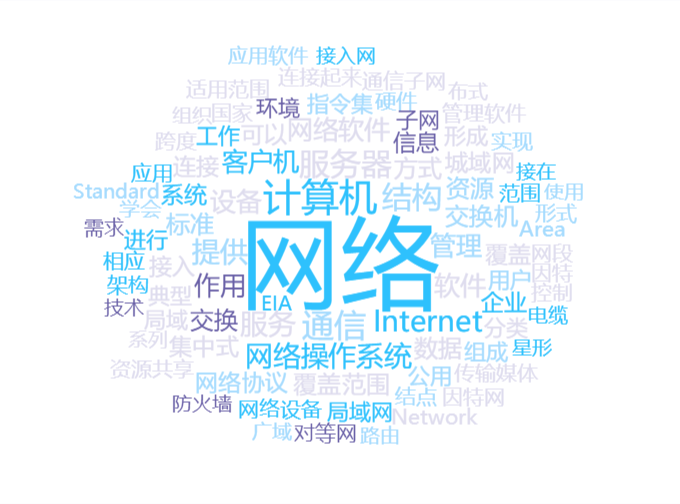 应用软件 接入网
连接起来 通信子网
适用范围 环境 指令集 硬件 布式
组织 国家 子网 管理软件
跨度 工作 可以 网络软件 信息 形成 实现
应用 连接 客户机 服务器 方式 城域网 接在
Standard 系统 设备 计算机 结构 资源 范围 使用
学会 标准 交换机 形式
需求 进行 提供 网络 管理 Area
相应 接入 覆盖 网段
架构 典型 作用 EIA 软件 用户 因特
技术 企业 控制
局域 交换 服务 通信 Internet 分类 电缆
系列 集中式 网络操作系统 数据 组成 星形
资源共享 网络协议 覆盖范围 公用 传输媒体
防火墙 网络设备 局域网 结点 因特网
广域 对等网 路由 Network